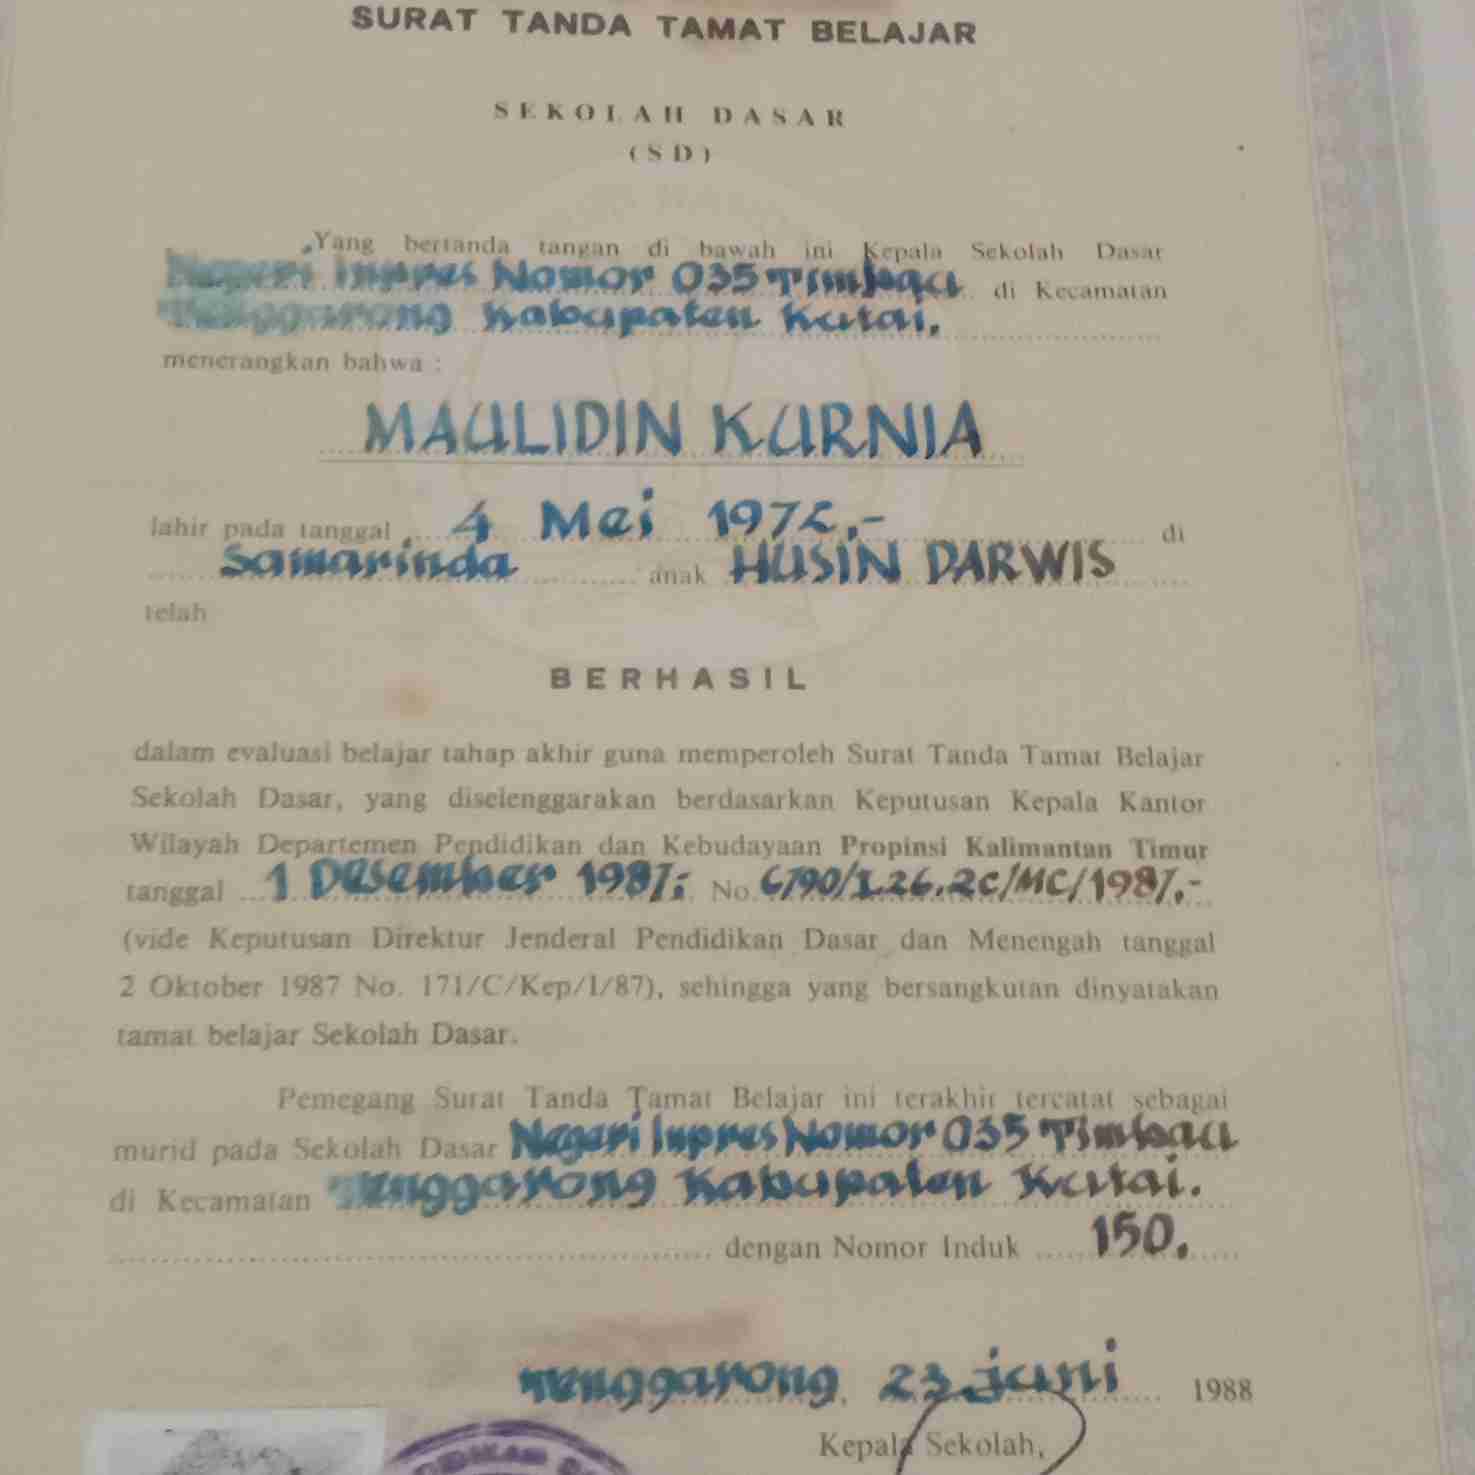 SURAT TANDA TAMAT BELAJAR
SEKOLAH DASAR
(SD)
Yang bertanda tangan di bawah ini Kepala Sekolah Dasar
Negeri Inpres Nomor 035 Timbau di Kecamatan
Tenggarong Kabupaten Kutai.
menerangkan bahwa :
MAULIDIN KURNIA
lahir pada tanggal 4 Mei 1975.- di
Samarinda anak HUSIN DARWIS
telah
BERHASIL
dalam evaluasi belajar tahap akhir guna memperoleh Surat Tanda Tamat Belajar
Sekolah Dasar, yang diselenggarakan berdasarkan Keputusan Kepala Kantor
Wilayah Departemen Pendidikan dan Kebudayaan Propinsi Kalimantan Timur
tanggal 1 Desember 1987.- No. 6790/I.26.2C/MC/1987.-
(vide Keputusan Direktur Jenderal Pendidikan Dasar dan Menengah tanggal
2 Oktober 1987 No. 171/C/Kep/I/87), sehingga yang bersangkutan dinyatakan
tamat belajar Sekolah Dasar.
Pemegang Surat Tanda Tamat Belajar ini terakhir tercatat sebagai
murid pada Sekolah Dasar Negeri Inpres Nomor 035 Timbau
di Kecamatan Tenggarong Kabupaten Kutai.
dengan Nomor Induk 150.
Tenggarong, 23 juni 1988
Kepala Sekolah,